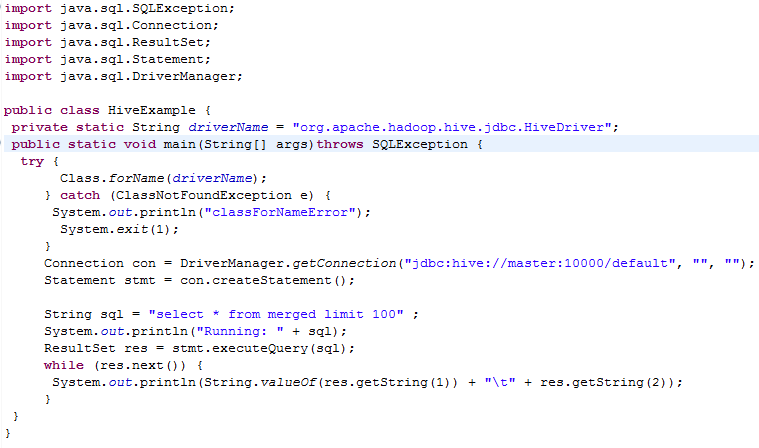 import java.sql.SQLException;
import java.sql.Connection;
import java.sql.ResultSet;
import java.sql.Statement;
import java.sql.DriverManager;

public class HiveExample {
 private static String driverName = "org.apache.hadoop.hive.jdbc.HiveDriver";
 public static void main(String[] args)throws SQLException {
  try {
     Class.forName(driverName);
     } catch (ClassNotFoundException e) {
      System.out.println("classForNameError");
       System.exit(1);
     }
     Connection con = DriverManager.getConnection("jdbc:hive://master:10000/default", "", "");
     Statement stmt = con.createStatement();

     String sql = "select * from merged limit 100" ;
     System.out.println("Running: " + sql);
     ResultSet res = stmt.executeQuery(sql);
     while (res.next()) {
      System.out.println(String.valueOf(res.getString(1)) + "\t" + res.getString(2));
     }
 }
}